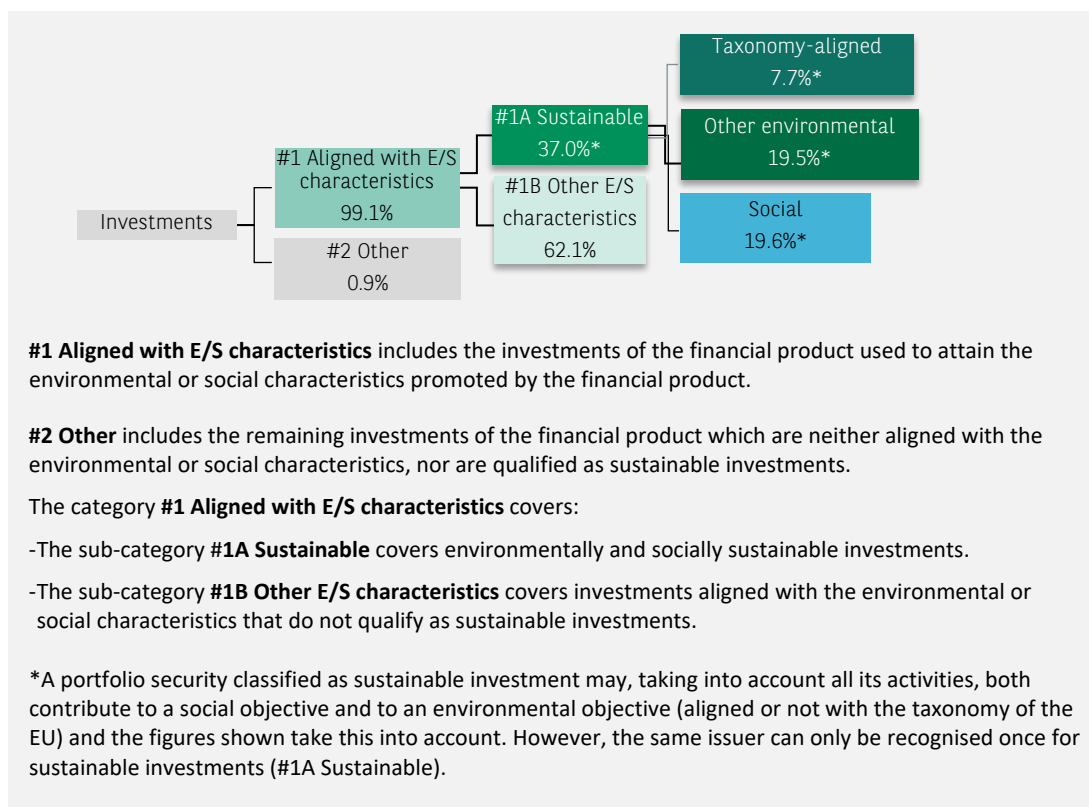 Investments
#1 Aligned with E/S
characteristics
99.1%
#2 Other
0.9%
#1A Sustainable
37.0%*
#1B Other E/S
characteristics
62.1%
Taxonomy-aligned
7.7%*
Other environmental
19.5%*
Social
19.6%*
#1 Aligned with E/S characteristics includes the investments of the financial product used to attain the
environmental or social characteristics promoted by the financial product.
#2 Other includes the remaining investments of the financial product which are neither aligned with the
environmental or social characteristics, nor are qualified as sustainable investments.
The category #1 Aligned with E/S characteristics covers:
-The sub-category #1A Sustainable covers environmentally and socially sustainable investments.
-The sub-category #1B Other E/S characteristics covers investments aligned with the environmental or
social characteristics that do not qualify as sustainable investments.
*A portfolio security classified as sustainable investment may, taking into account all its activities, both
contribute to a social objective and to an environmental objective (aligned or not with the taxonomy of the
EU) and the figures shown take this into account. However, the same issuer can only be recognised once for
sustainable investments (#1A Sustainable).